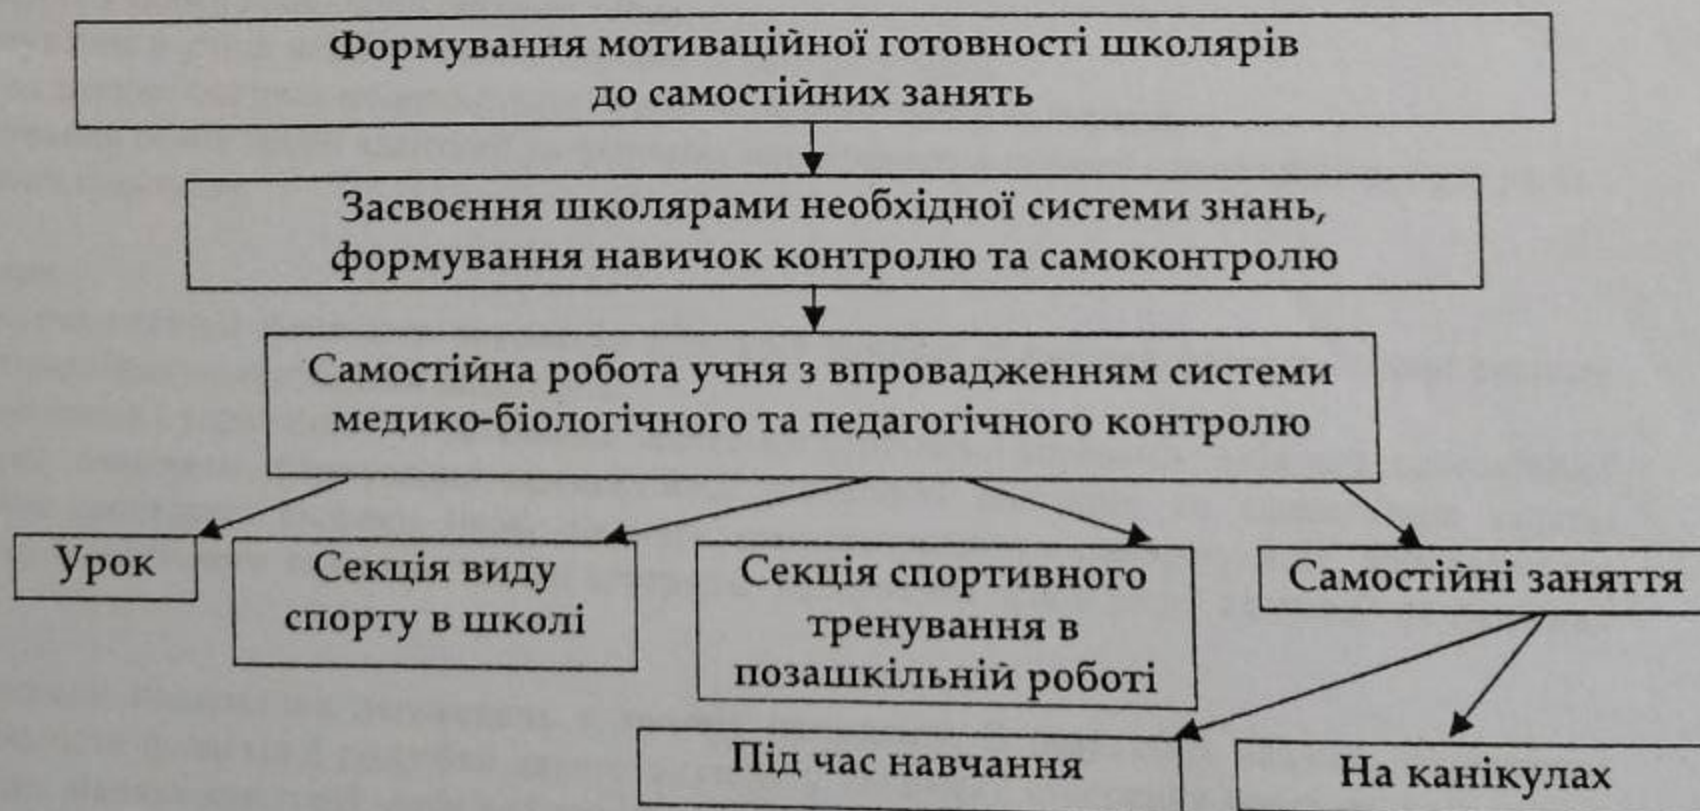 Формування мотиваційної готовності школярів
до самостійних занять
Засвоєння школярами необхідної системи знань,
формування навичок контролю та самоконтролю
Самостійна робота учня з впровадженням системи
медико-біологічного та педагогічного контролю
Урок
Секція виду
спорту в школі
Секція спортивного
тренування в
позашкільній роботі
Самостійні заняття
Під час навчання
На канікулах